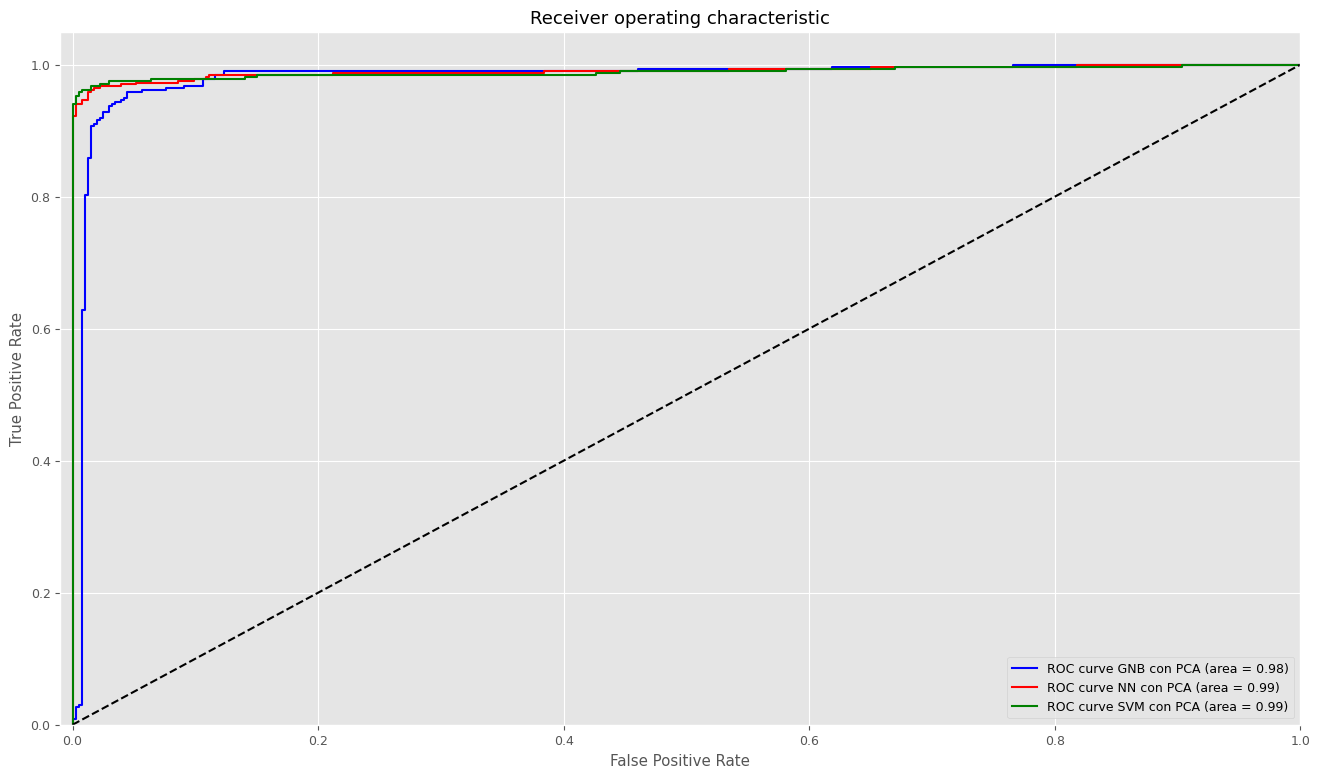 Receiver operating characteristic
True Positive Rate
1.0
0.8
0.6
0.4
0.2
0.0
0.0 0.2 0.4 0.6 0.8 1.0
False Positive Rate
ROC curve GNB con PCA (area = 0.98)
ROC curve NN con PCA (area = 0.99)
ROC curve SVM con PCA (area = 0.99)